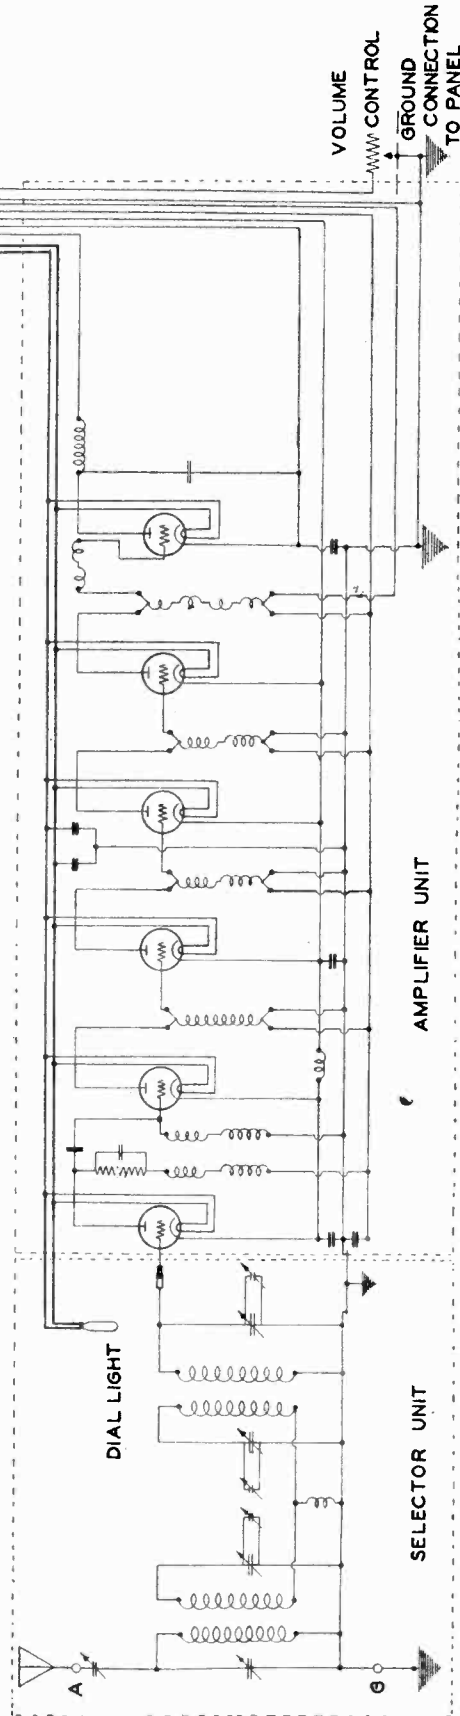 VOLUME
CONTROL
GROUND
CONNECTION
TO PANEL
AMPLIFIER UNIT
DIAL LIGHT
SELECTOR UNIT
A
G